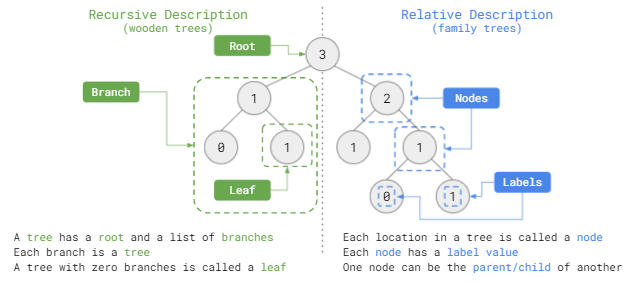 Recursive Description
(wooden trees)
Relative Description
(family trees)
Root
3
Branch
1
2
Nodes
0
1
1
1
Leaf
Labels
0
1
A tree has a root and a list of branches
Each branch is a tree
A tree with zero branches is called a leaf
Each location in a tree is called a node
Each node has a label value
One node can be the parent/child of another